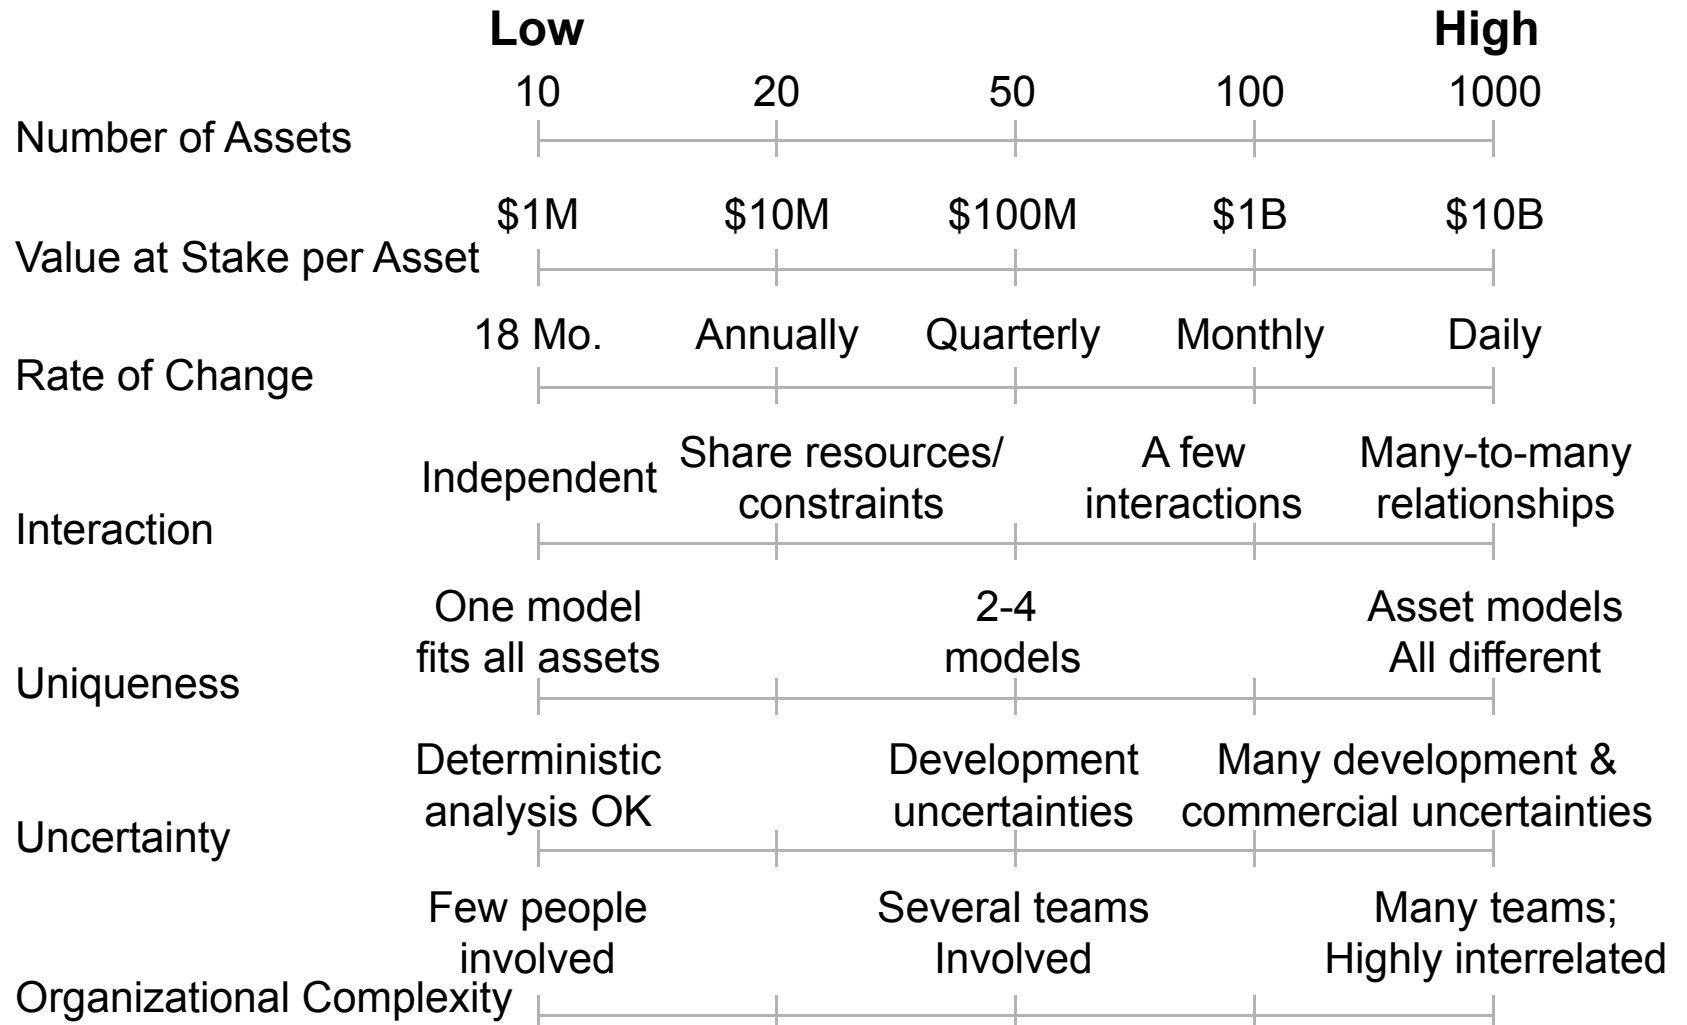 Low High
10 20 50 100 1000
Number of Assets
$1M $10M $100M $1B $10B
Value at Stake per Asset
18 Mo. Annually Quarterly Monthly Daily
Rate of Change
Independent Share resources/ A few Many-to-many
constraints interactions relationships
Interaction
One model 2-4 Asset models
fits all assets models All different
Uniqueness
Deterministic Development Many development &
analysis OK uncertainties commercial uncertainties
Uncertainty
Few people Several teams Many teams;
involved Involved Highly interrelated
Organizational Complexity